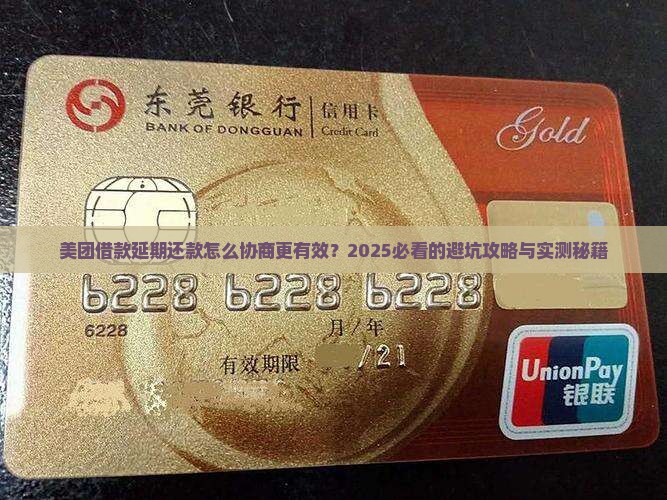 东莞银行 信用卡
BANK OF DONGGUAN Credit Card
Gold
美团借款延期还款怎么协商更有效？2025必看的避坑攻略与实测秘籍
6228 6228 6228
6228
月/年
有效期限 /21
UnionPay
银联